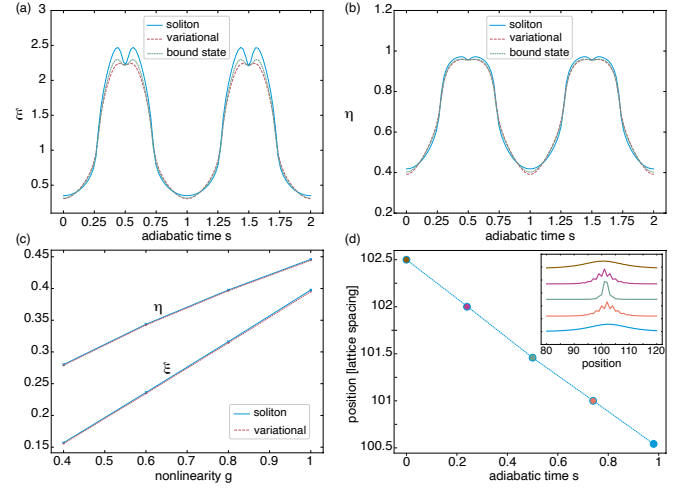 (a)
ξ
3
2.5
2
1.5
1
0.5
soliton
variational
bound state
0 0.25 0.5 0.75 1 1.25 1.5 1.75 2
adiabatic time s
(b)
η
1.2
1
0.8
0.6
0.4
0.2
soliton
variational
bound state
0 0.25 0.5 0.75 1 1.25 1.5 1.75 2
adiabatic time s
(c)
0.45
0.41
0.35
0.31
0.25
0.21
0.15
η
ξ
soliton
variational
0.4 0.5 0.6 0.7 0.8 0.9 1
nonlinearity g
(d)
position [lattice spacing]
102.5
102
101.5
101
100.5
80 90 100 110 120
position
0 0.2 0.4 0.6 0.8 1
adiabatic time s